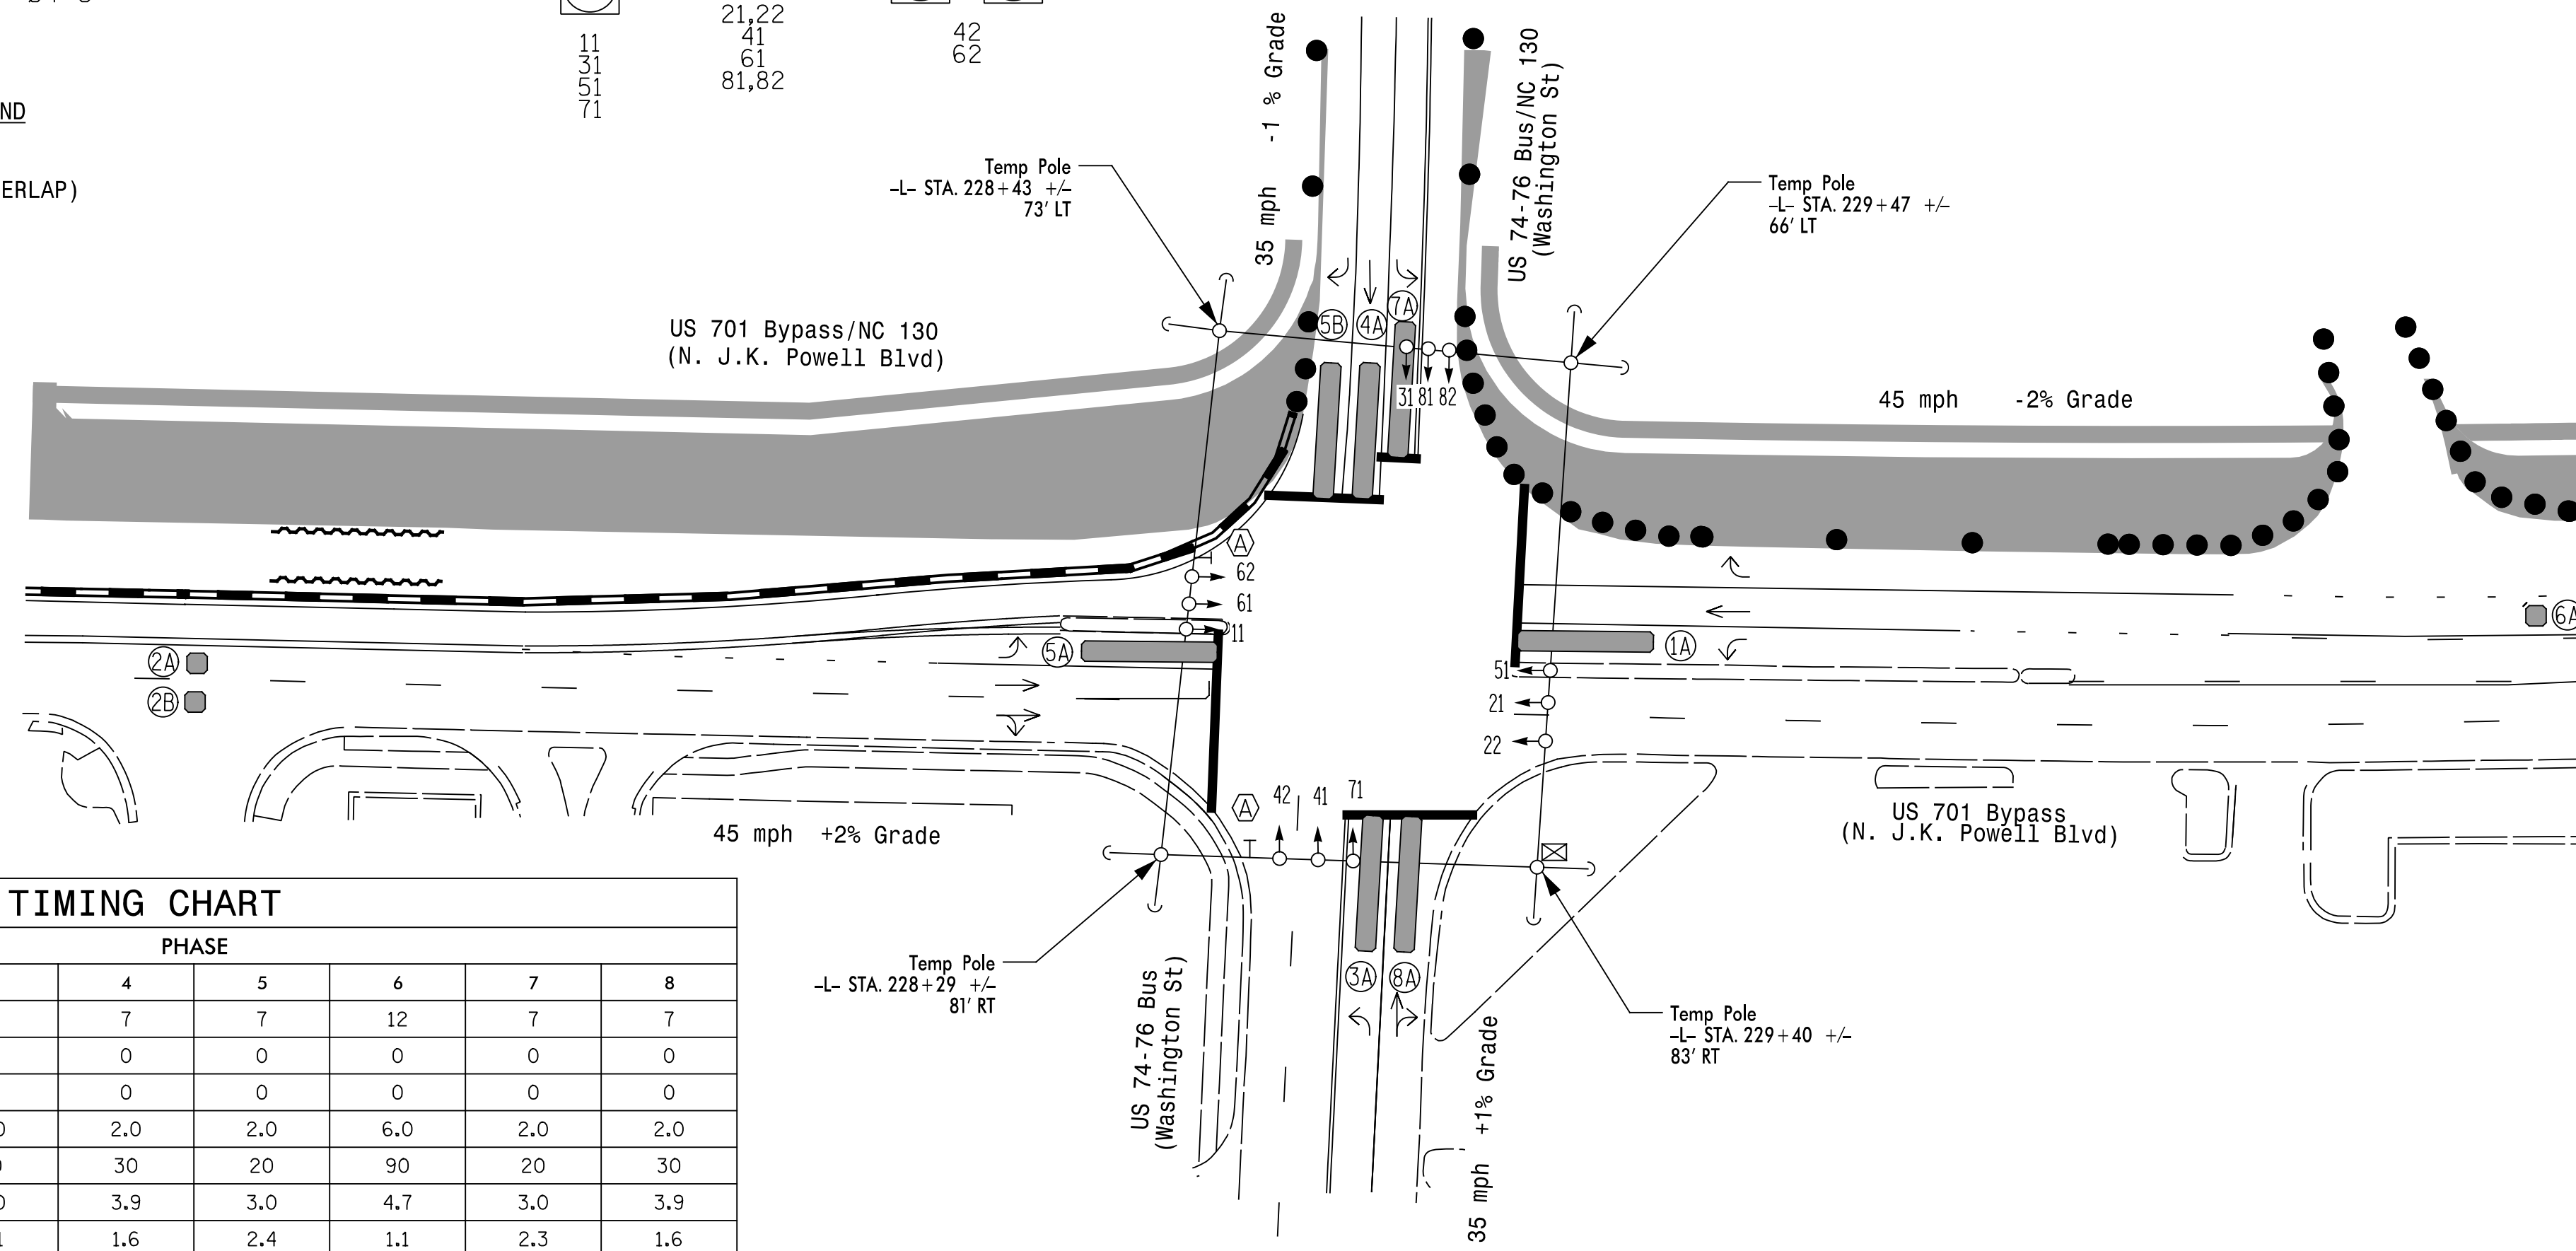 21,22
41
61
81,82
11
31
51
71
42
62
ND
ERLAP)
-1 % Grade
35 mph
US 74-76 Bus/NC 130
(Washington St)
Temp Pole
-L- STA. 228+43 +/-
73' LT
Temp Pole
-L- STA. 229+47 +/-
66' LT
US 701 Bypass/NC 130
(N. J.K. Powell Blvd)
5B
4A
7A
31
81
82
45 mph -2% Grade
A
62
61
11
2A
2B
5A
1A
6A
51
21
22
42
41
71
A
45 mph +2% Grade
US 701 Bypass
(N. J.K. Powell Blvd)
Temp Pole
-L- STA. 228+29 +/-
81' RT
US 74-76 Bus
(Washington St)
3A
8A
35 mph +1% Grade
Temp Pole
-L- STA. 229+40 +/-
83' RT
TIMING CHART
PHASE
4 5 6 7 8
7 7 12 7 7
0 0 0 0 0
0 0 0 0 0
2.0 2.0 6.0 2.0 2.0
30 20 90 20 30
3.9 3.0 4.7 3.0 3.9
1.6 2.4 1.1 2.3 1.6